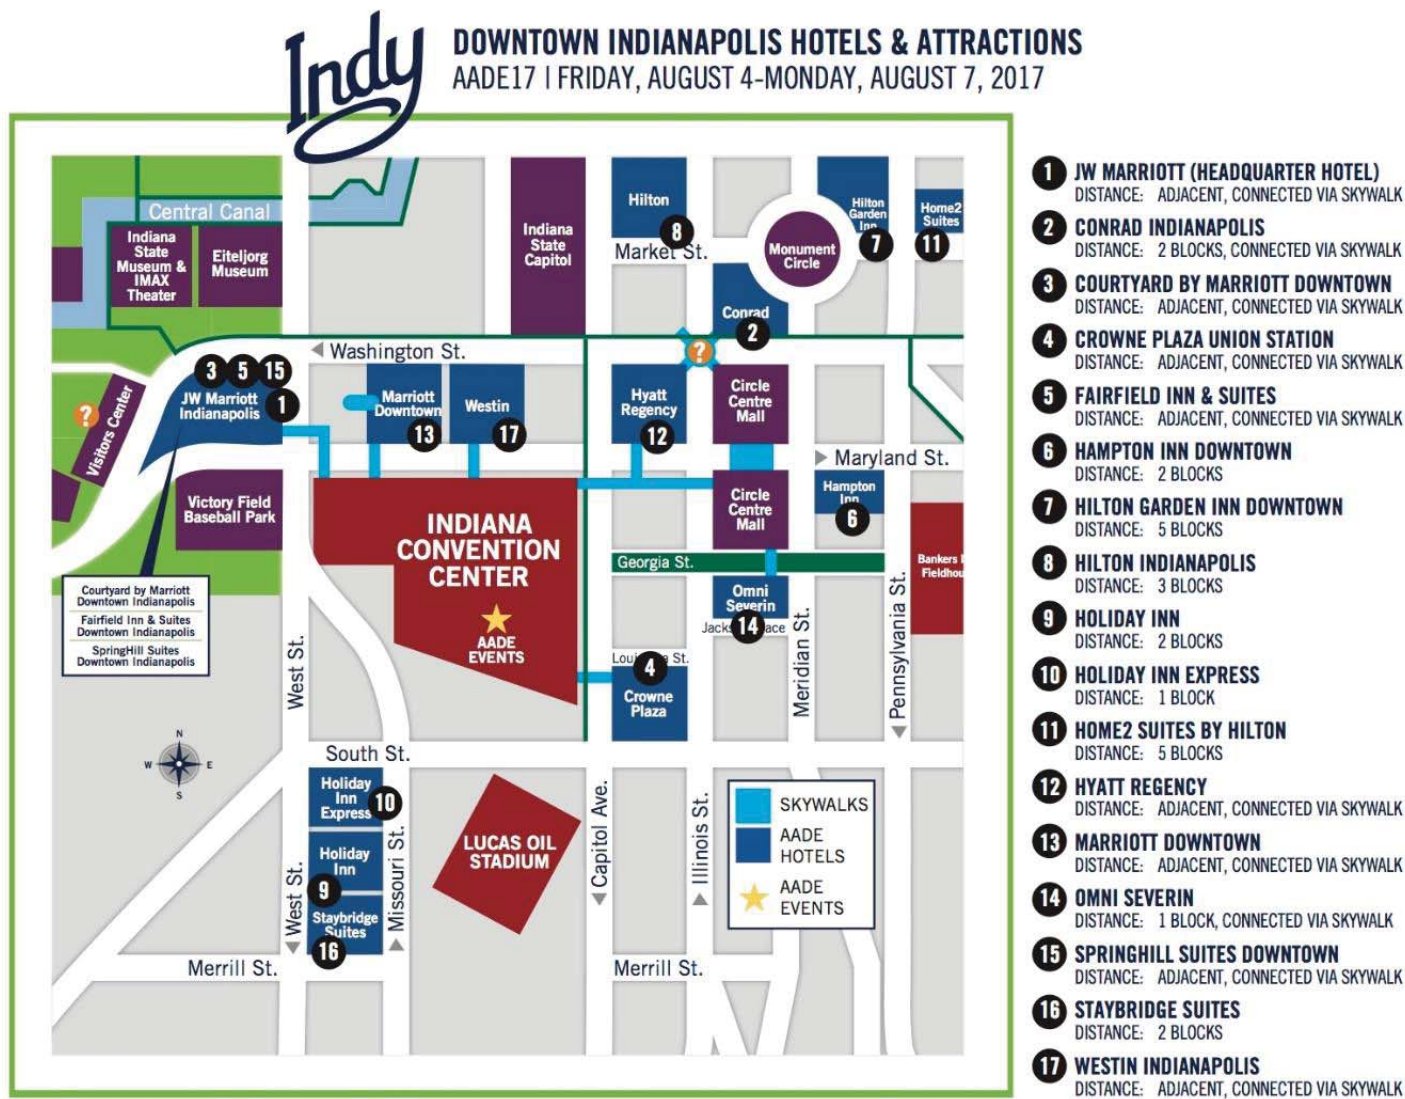 Indy
DOWNTOWN INDIANAPOLIS HOTELS & ATTRACTIONS
AADE17 | FRIDAY, AUGUST 4-MONDAY, AUGUST 7, 2017
Central Canal
Indiana
State
Museum &
IMAX
Theater
Eiteljorg
Museum
Indiana
State
Capitol
Hilton
8
Market St.
Monument
Circle
Hilton
Garden
Inn
7
Home2
Suites
11
Conrad
2
Washington St.
?
3 5 15
JW Marriott
Indianapolis
1
?
Visitors Center
Marriott
Downtown
13
Westin
17
Hyatt
Regency
12
Circle
Centre
Mall
Maryland St.
Victory Field
Baseball Park
INDIANA
CONVENTION
CENTER
AADE
EVENTS
Circle
Centre
Mall
Hampton
Inn
6
Georgia St.
Bankers
Courtyard by Marriott
Downtown Indianapolis
Fairfield Inn & Suites
Downtown Indianapolis
SpringHill Suites
Downtown Indianapolis
Omni
Severin
14
St.
4
Crowne
Plaza
West St.
Meridian St.
Pennsylvania St.
N
W E
S
South St.
Holiday
Inn
Express
10
Holiday
Inn
9
Staybridge
Suites
16
West St.
Missouri St.
LUCAS OIL
STADIUM
Capitol Ave.
Illinois St.
SKYWALKS
AADE
HOTELS
AADE
EVENTS
Merrill St.
Merrill St.
1 JW MARRIOTT (HEADQUARTER HOTEL)
DISTANCE: ADJACENT, CONNECTED VIA SKYWALK
2 CONRAD INDIANAPOLIS
DISTANCE: 2 BLOCKS, CONNECTED VIA SKYWALK
3 COURTYARD BY MARRIOTT DOWNTOWN
DISTANCE: ADJACENT, CONNECTED VIA SKYWALK
4 CROWNE PLAZA UNION STATION
DISTANCE: ADJACENT, CONNECTED VIA SKYWALK
5 FAIRFIELD INN & SUITES
DISTANCE: ADJACENT, CONNECTED VIA SKYWALK
6 HAMPTON INN DOWNTOWN
DISTANCE: 2 BLOCKS
7 HILTON GARDEN INN DOWNTOWN
DISTANCE: 5 BLOCKS
8 HILTON INDIANAPOLIS
DISTANCE: 3 BLOCKS
9 HOLIDAY INN
DISTANCE: 2 BLOCKS
10 HOLIDAY INN EXPRESS
DISTANCE: 1 BLOCK
11 HOME2 SUITES BY HILTON
DISTANCE: 5 BLOCKS
12 HYATT REGENCY
DISTANCE: ADJACENT, CONNECTED VIA SKYWALK
13 MARRIOTT DOWNTOWN
DISTANCE: ADJACENT, CONNECTED VIA SKYWALK
14 OMNI SEVERIN
DISTANCE: 1 BLOCK, CONNECTED VIA SKYWALK
15 SPRINGHILL SUITES DOWNTOWN
DISTANCE: ADJACENT, CONNECTED VIA SKYWALK
16 STAYBRIDGE SUITES
DISTANCE: 2 BLOCKS
17 WESTIN INDIANAPOLIS
DISTANCE: ADJACENT, CONNECTED VIA SKYWALK